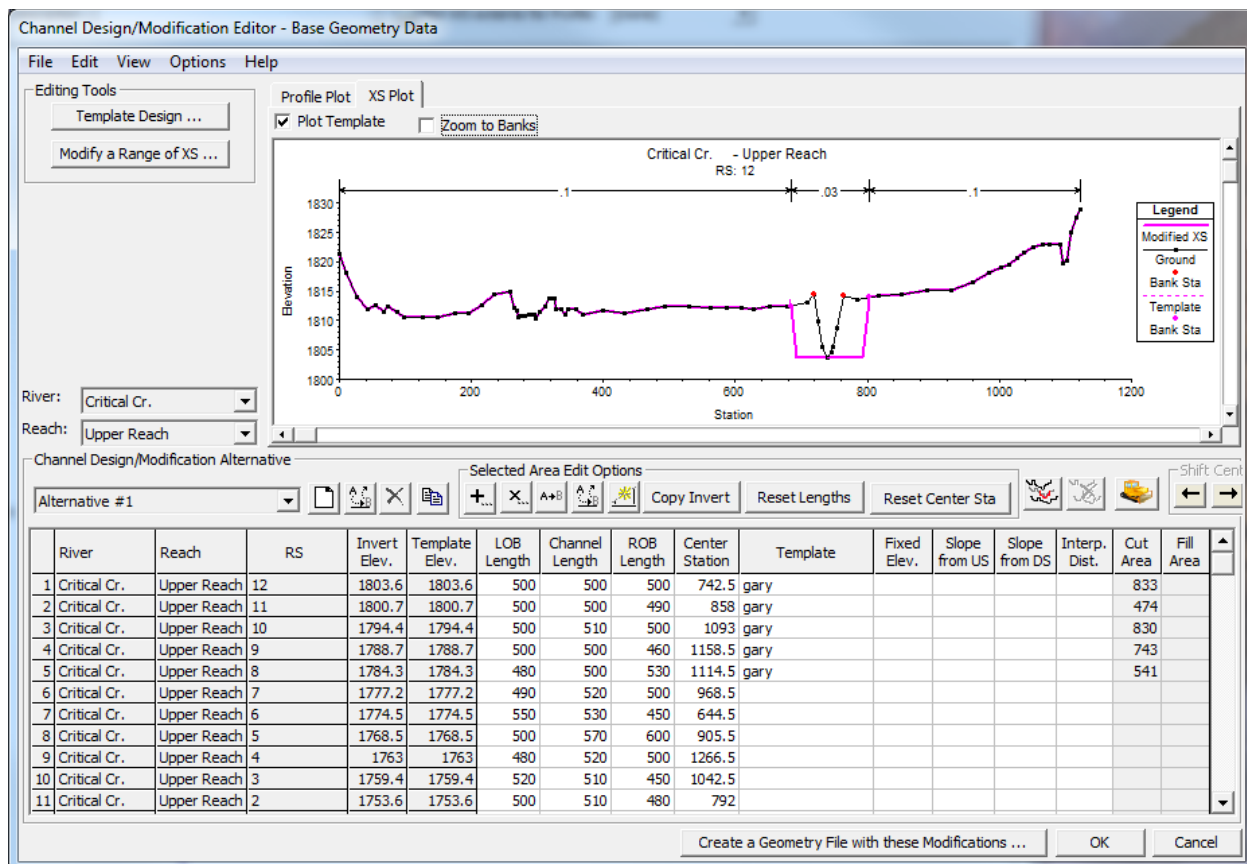 Channel Design/Modification Editor - Base Geometry Data
File Edit View Options Help
Editing Tools
Template Design ...
Modify a Range of XS ...
Profile Plot XS Plot
Plot Template Zoom to Banks
Critical Cr. - Upper Reach
RS: 12
.1 .03 .1
1830
1825
1820
1815
1810
1805
1800
Elevation
0 200 400 600 800 1000 1200
Station
Legend
Modified XS
Ground
Bank Sta
Template
Bank Sta
River: Critical Cr.
Reach: Upper Reach
Channel Design/Modification Alternative
Alternative #1
Selected Area Edit Options
+... X... A→B A B Copy Invert Reset Lengths Reset Center Sta
Shift Cent
River Reach RS Invert Elev. Template Elev. LOB Length Channel Length ROB Length Center Station Template Fixed Elev. Slope from US Slope from DS Interp. Dist. Cut Area Fill Area
1 Critical Cr. Upper Reach 12 1803.6 1803.6 500 500 500 742.5 gary 833
2 Critical Cr. Upper Reach 11 1800.7 1800.7 500 500 490 858 gary 474
3 Critical Cr. Upper Reach 10 1794.4 1794.4 500 510 500 1093 gary 830
4 Critical Cr. Upper Reach 9 1788.7 1788.7 500 500 460 1158.5 gary 743
5 Critical Cr. Upper Reach 8 1784.3 1784.3 480 500 530 1114.5 gary 541
6 Critical Cr. Upper Reach 7 1777.2 1777.2 490 520 500 968.5
7 Critical Cr. Upper Reach 6 1774.5 1774.5 550 530 450 644.5
8 Critical Cr. Upper Reach 5 1768.5 1768.5 500 570 600 905.5
9 Critical Cr. Upper Reach 4 1763 1763 480 520 500 1266.5
10 Critical Cr. Upper Reach 3 1759.4 1759.4 520 510 450 1042.5
11 Critical Cr. Upper Reach 2 1753.6 1753.6 500 510 480 792
Create a Geometry File with these Modifications ... OK Cancel